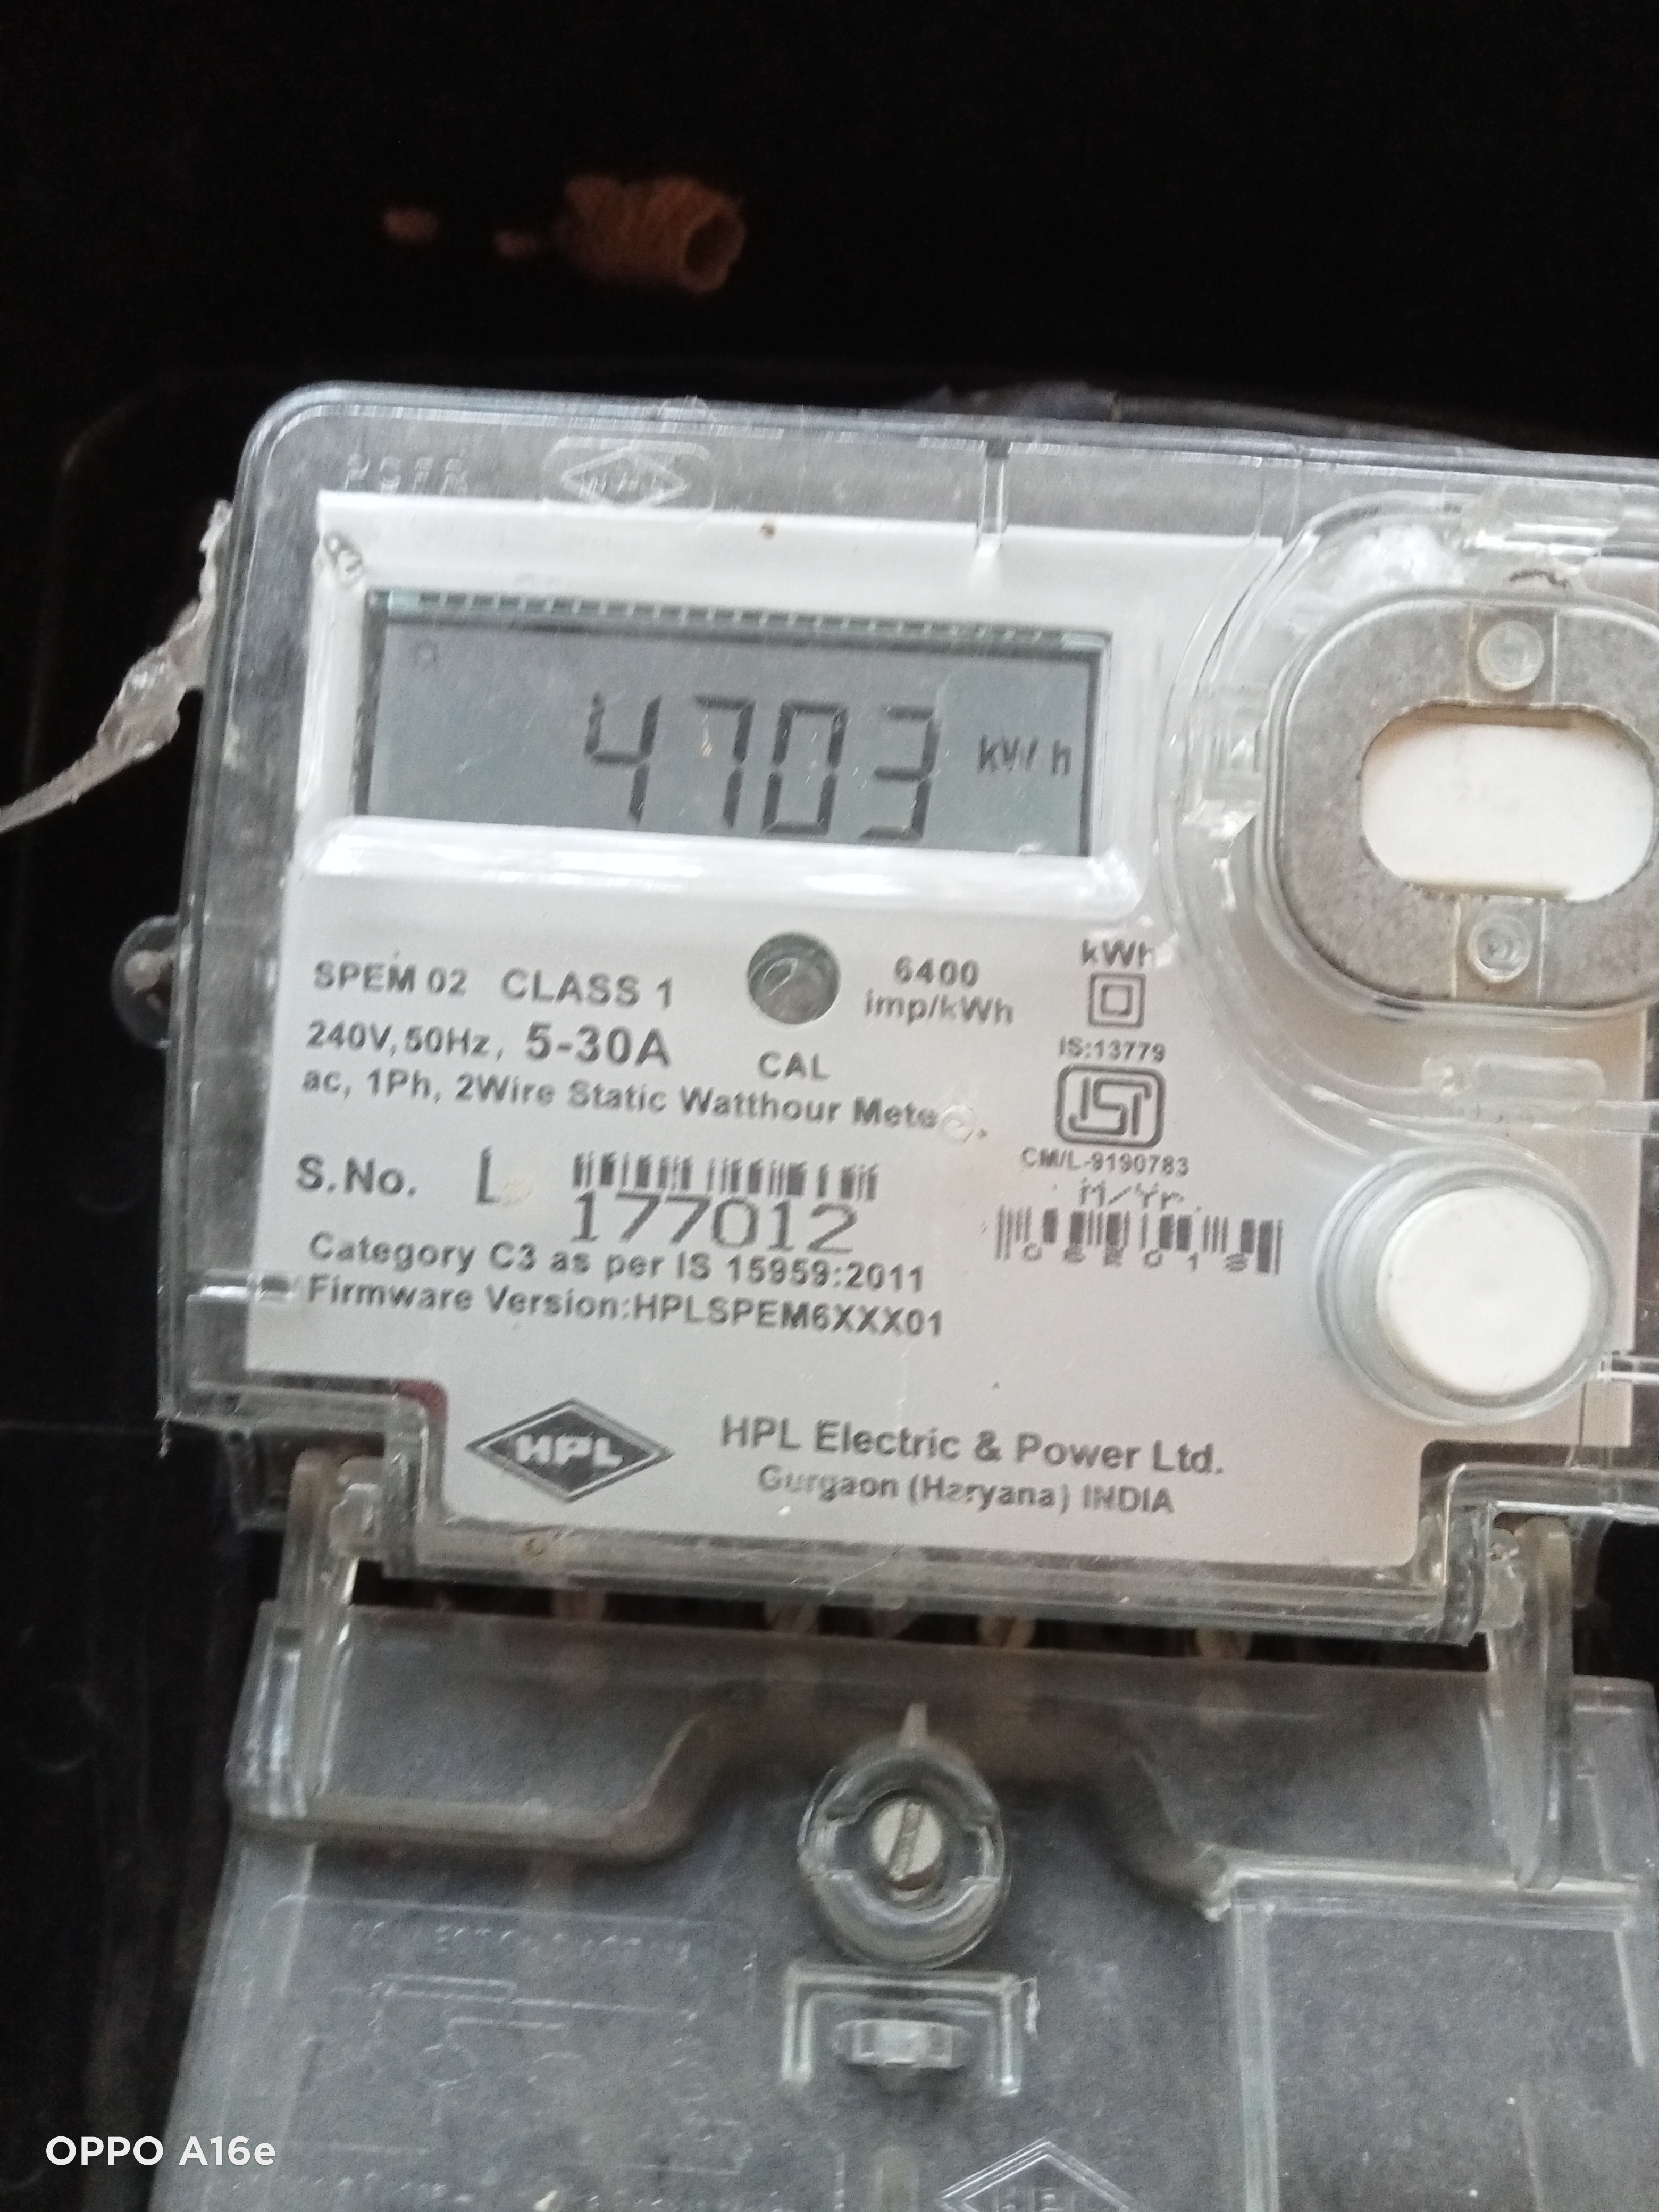 4703 kWh
SPEM 02 CLASS 1
6400
imp/kWh
kWh
240V, 50Hz, 5-30A
CAL
IS:13779
ac, 1Ph, 2Wire Static Watthour Mete
ISI
CM/L-9190783
S.No. L
177012
M/Yr.
Category C3 as per IS 15959:2011
Firmware Version:HPLSPEM6XXX01
HPL
HPL Electric & Power Ltd.
Gurgaon (Haryana) INDIA
OPPO A16e